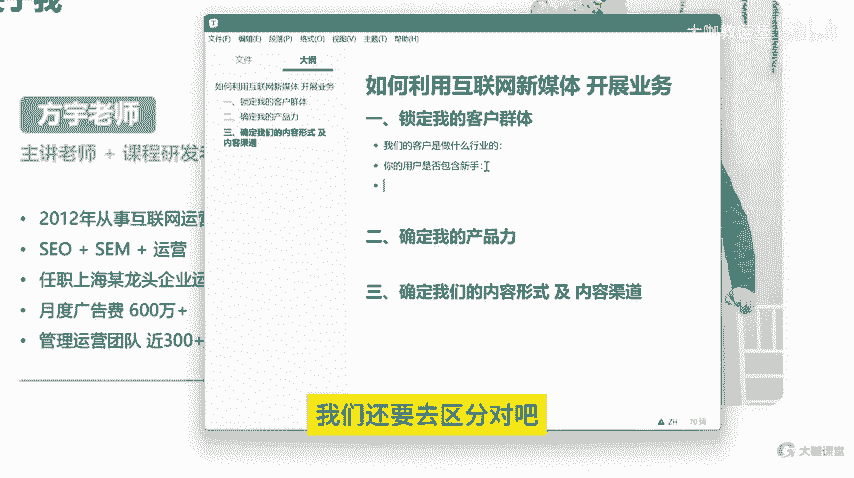 于我
方宇老师
主讲老师 + 课程研发
• 2012年从事互联网运营
• SEO + SEM + 运营
• 任职上海某龙头企业运
• 月度广告费 600万+
• 管理运营团队 近300+
文件(F) 编辑(E) 段落(P) 格式(O) 视图(V) 主题(T) 帮助(H)
文件 大纲
如何利用互联网新媒体 开展业务
一、锁定我的客户群体
二、确定我的产品力
三、确定我们的内容形式 及
内容渠道
如何利用互联网新媒体 开展业务
一、锁定我的客户群体
• 我们的客户是做什么行业的:
• 你的用户是否包含新手:
二、确定我的产品力
三、确定我们的内容形式 及 内容渠道
ZH 70 词
我们还要去区分对吧
大咖课堂